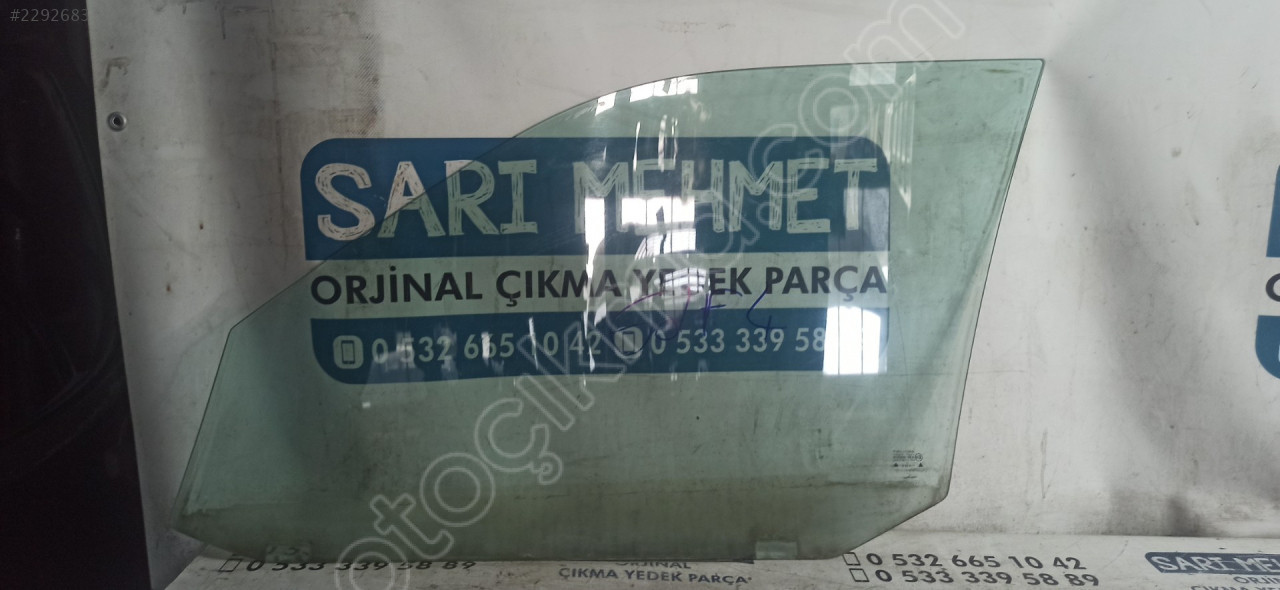 #2292683
SARI MEHMET
ORJİNAL ÇIKMA YEDEK PARÇA
0 532 665 10 42 0 533 339 58
otoçıkma.com
0 533 339 58 89
ORJİNAL
ÇIKMA YEDEK PARÇA
0 532 665 10 42
0 533 339 58 89
SARI